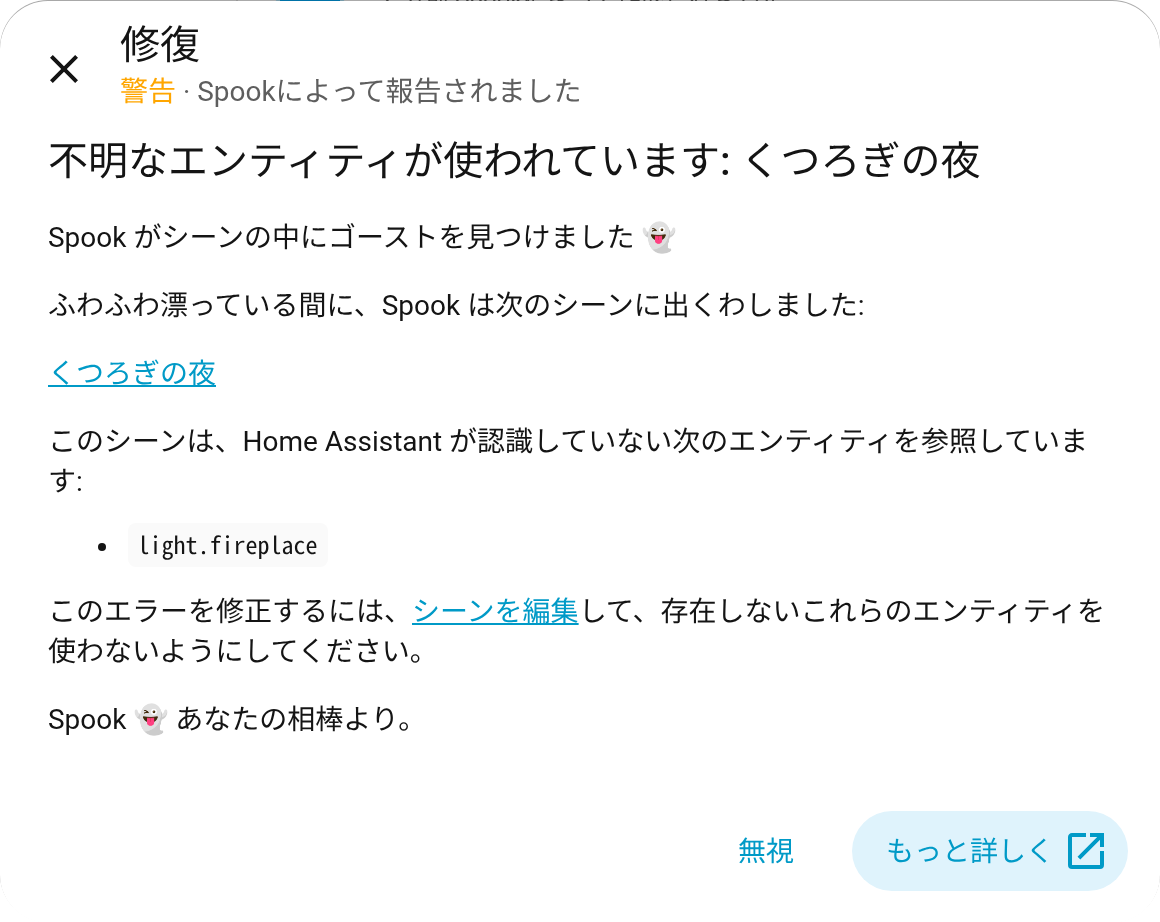 修復
警告 · Spookによって報告されました
不明なエンティティが使われています: くつろぎの夜
Spook がシーンの中にゴーストを見つけました 👻
ふわふわ漂っている間に、Spook は次のシーンに出くわしました:
くつろぎの夜
このシーンは、Home Assistant が認識していない次のエンティティを参照していま
す:
• light.fireplace
このエラーを修正するには、シーンを編集して、存在しないこれらのエンティティを
使わないようにしてください。
Spook 👻 あなたの相棒より。
無視
もっと詳しく